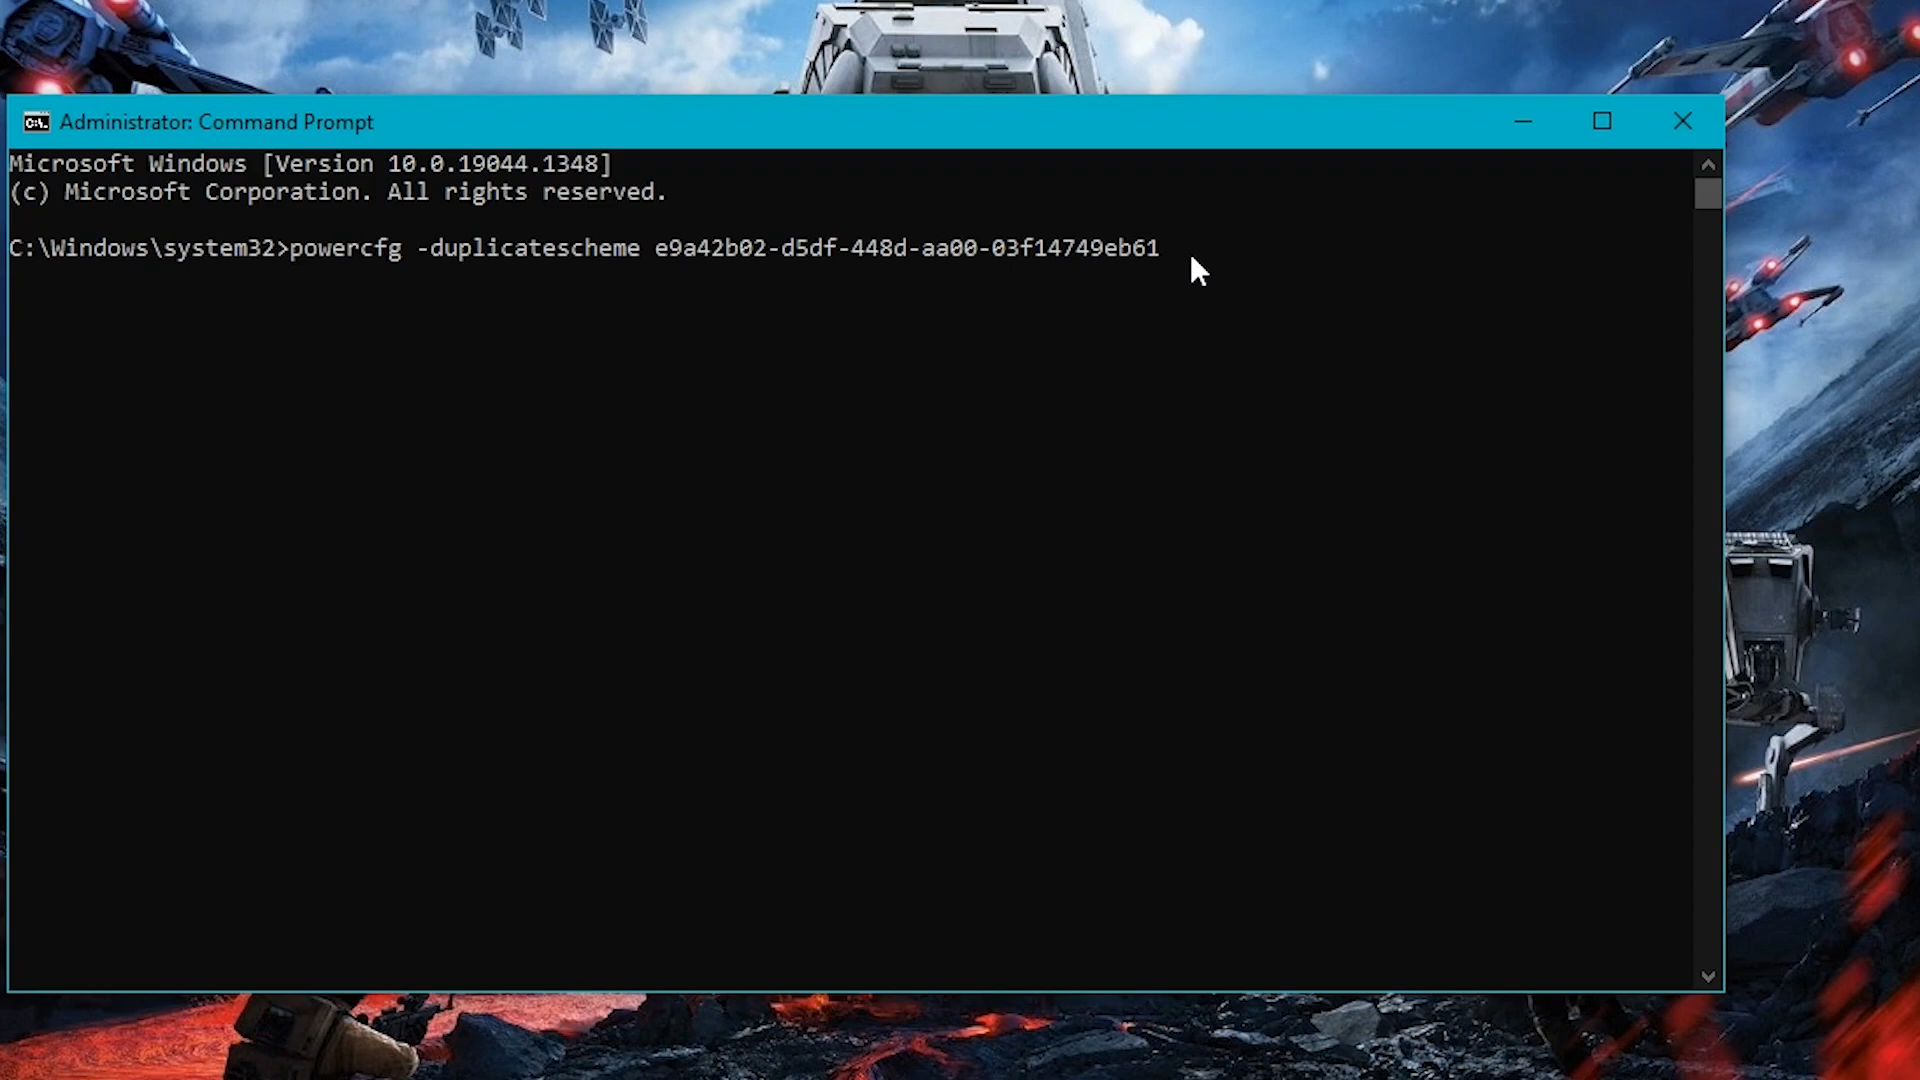 Administrator: Command Prompt
Microsoft Windows [Version 10.0.19044.1348]
(c) Microsoft Corporation. All rights reserved.
C:\Windows\system32>powercfg -duplicatescheme e9a42b02-d5df-448d-aa00-03f14749eb61